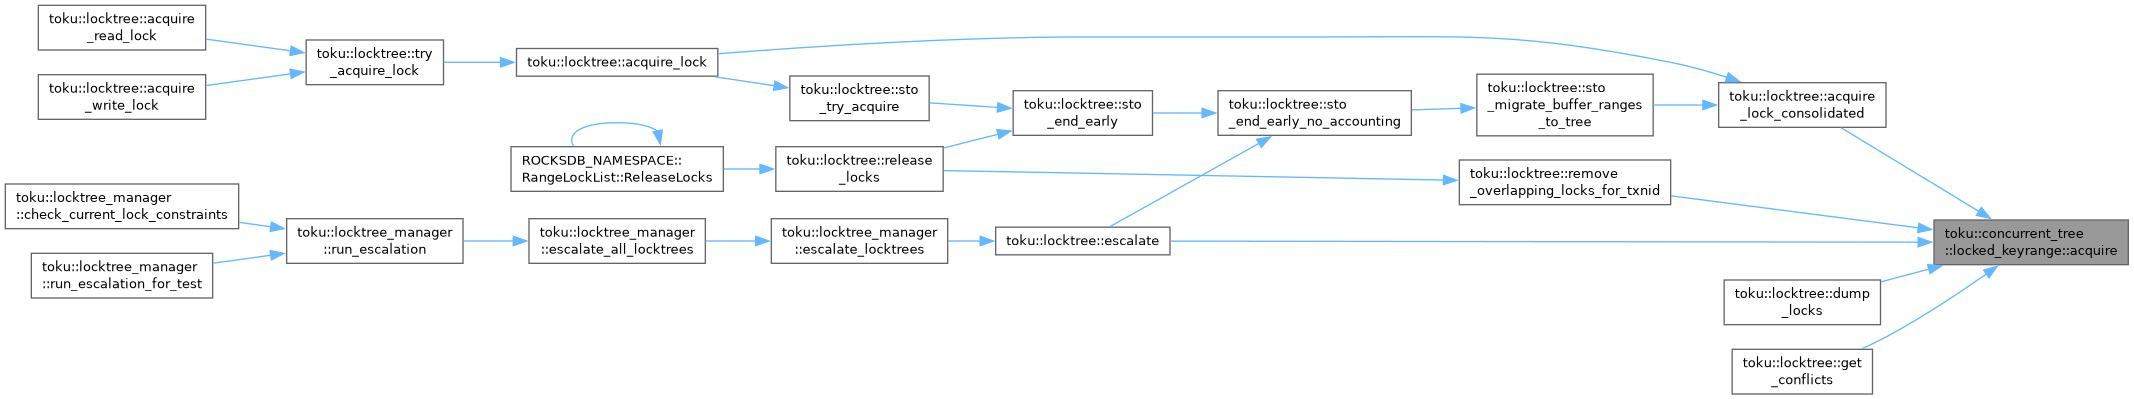 toku::locktree::acquire
_read_lock
toku::locktree::acquire
_write_lock
toku::locktree::try
_acquire_lock
toku::locktree::acquire_lock
toku::locktree::sto
_try_acquire
toku::locktree::sto
_end_early
toku::locktree::sto
_end_early_no_accounting
toku::locktree::sto
_migrate_buffer_ranges
_to_tree
toku::locktree::acquire
_lock_consolidated
ROCKSDB_NAMESPACE::
RangeLockList::ReleaseLocks
toku::locktree::release
_locks
toku::locktree::remove
_overlapping_locks_for_txnid
toku::locktree_manager
::check_current_lock_constraints
toku::locktree_manager
::run_escalation_for_test
toku::locktree_manager
::run_escalation
toku::locktree_manager
::escalate_all_locktrees
toku::locktree_manager
::escalate_locktrees
toku::locktree::escalate
toku::concurrent_tree
::locked_keyrange::acquire
toku::locktree::dump
_locks
toku::locktree::get
_conflicts